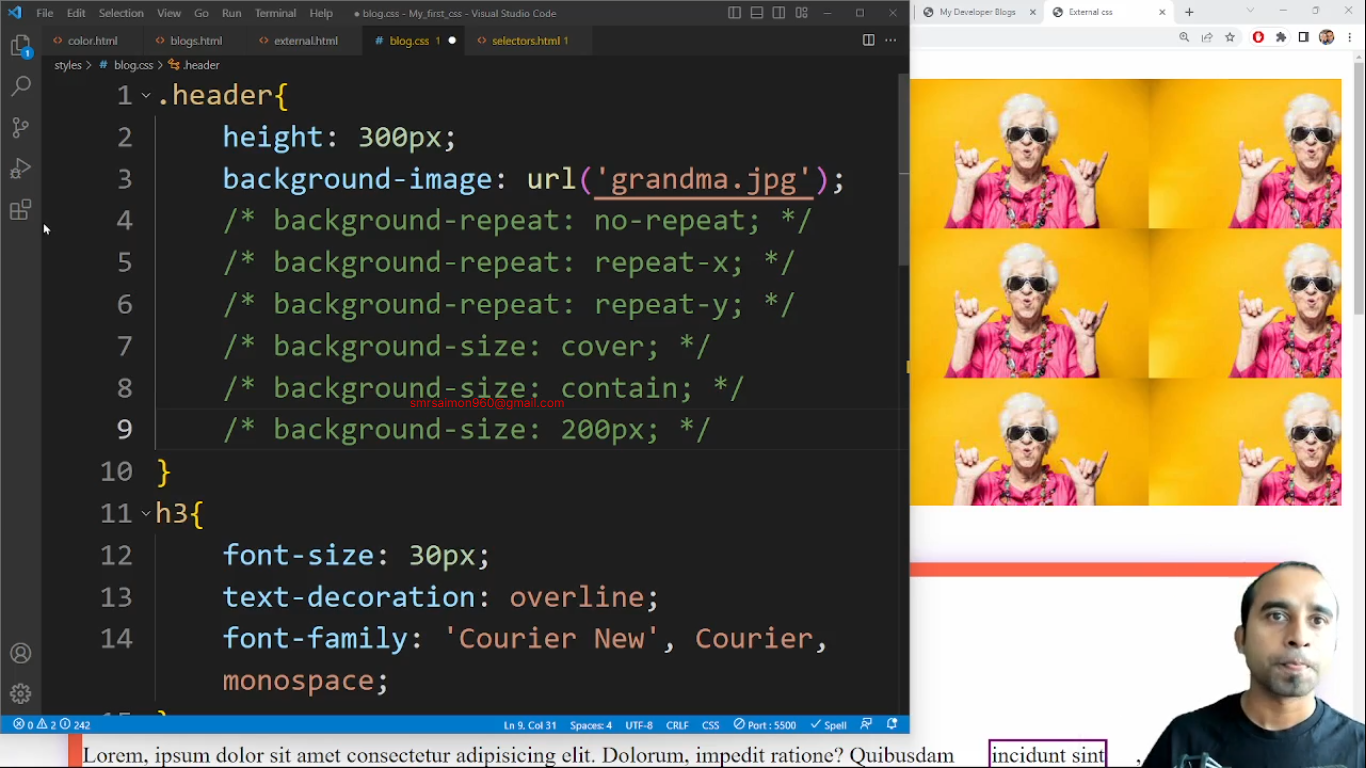 File Edit Selection View Go Run Terminal Help ● blog.css - My_first_css - Visual Studio Code
My Developer Blogs
External css
color.html
blogs.html
external.html
blog.css 1
selectors.html 1
styles > # blog.css > .header
1 .header{
2 height: 300px;
3 background-image: url('grandma.jpg');
4 /* background-repeat: no-repeat; */
5 /* background-repeat: repeat-x; */
6 /* background-repeat: repeat-y; */
7 /* background-size: cover; */
8 /* background-size: contain; */
smrsalmon960@gmail.com
9 /* background-size: 200px; */
10 }
11 h3{
12 font-size: 30px;
13 text-decoration: overline;
14 font-family: 'Courier New', Courier,
monospace;
1
0 2 242 Ln 9, Col 31 Spaces: 4 UTF-8 CRLF CSS Port : 5500 Spell
Lorem, ipsum dolor sit amet consectetur adipisicing elit. Dolorum, impedit ratione? Quibusdam incidunt sint ,